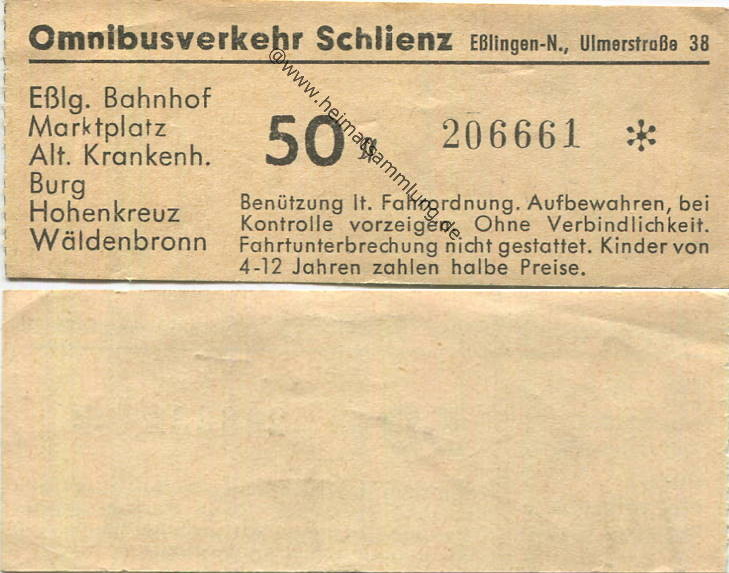 Omnibusverkehr Schlienz Eßlingen-N., Ulmerstraße 38
Eßlg. Bahnhof
Marktplatz
Alt. Krankenh.
Burg
Hohenkreuz
Wäldenbronn
50 ₰ 206661 *
Benützung lt. Fahrordnung. Aufbewahren, bei
Kontrolle vorzeigen. Ohne Verbindlichkeit.
Fahrtunterbrechung nicht gestattet. Kinder von
4-12 Jahren zahlen halbe Preise.
@www.heimatsammlung.de